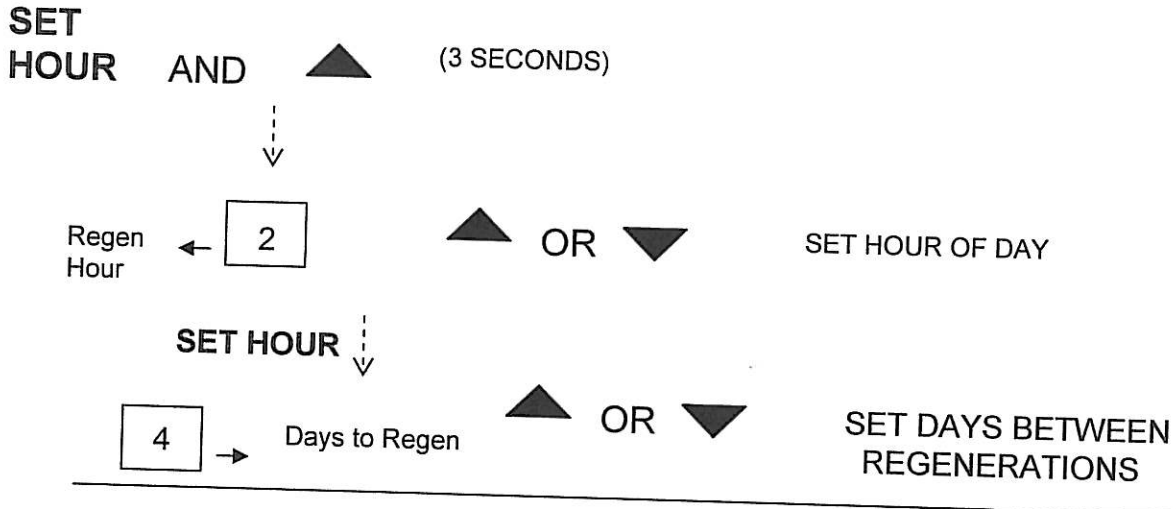 SET
HOUR AND (3 SECONDS)
Regen
Hour
2
OR
SET HOUR OF DAY
SET HOUR
4
Days to Regen
OR
SET DAYS BETWEEN
REGENERATIONS